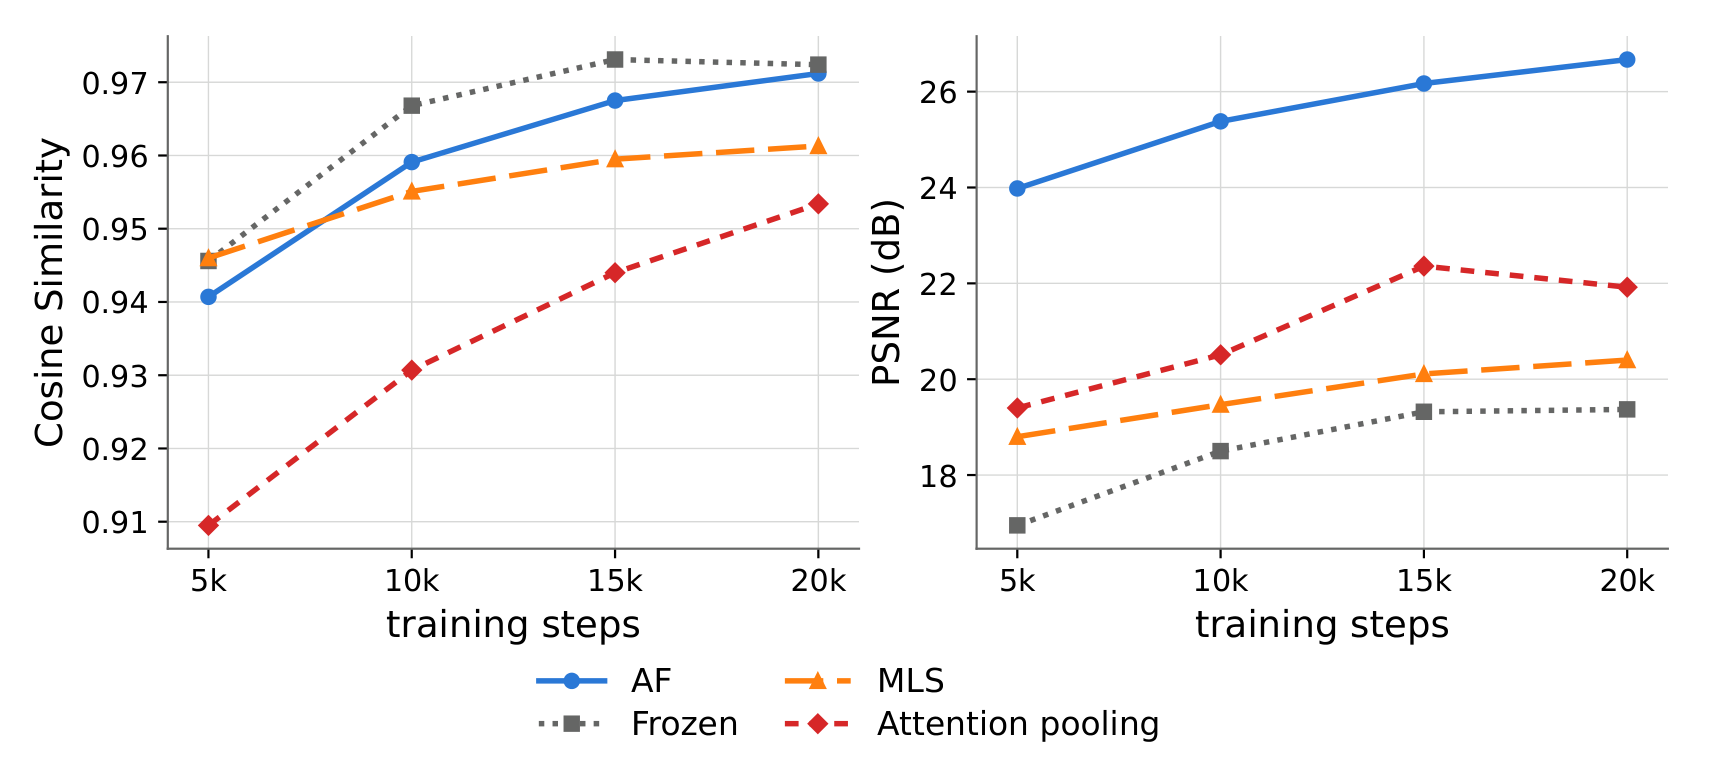 Cosine Similarity
0.97
0.96
0.95
0.94
0.93
0.92
0.91
5k 10k 15k 20k
training steps
PSNR (dB)
26
24
22
20
18
5k 10k 15k 20k
training steps
AF MLS
Frozen Attention pooling